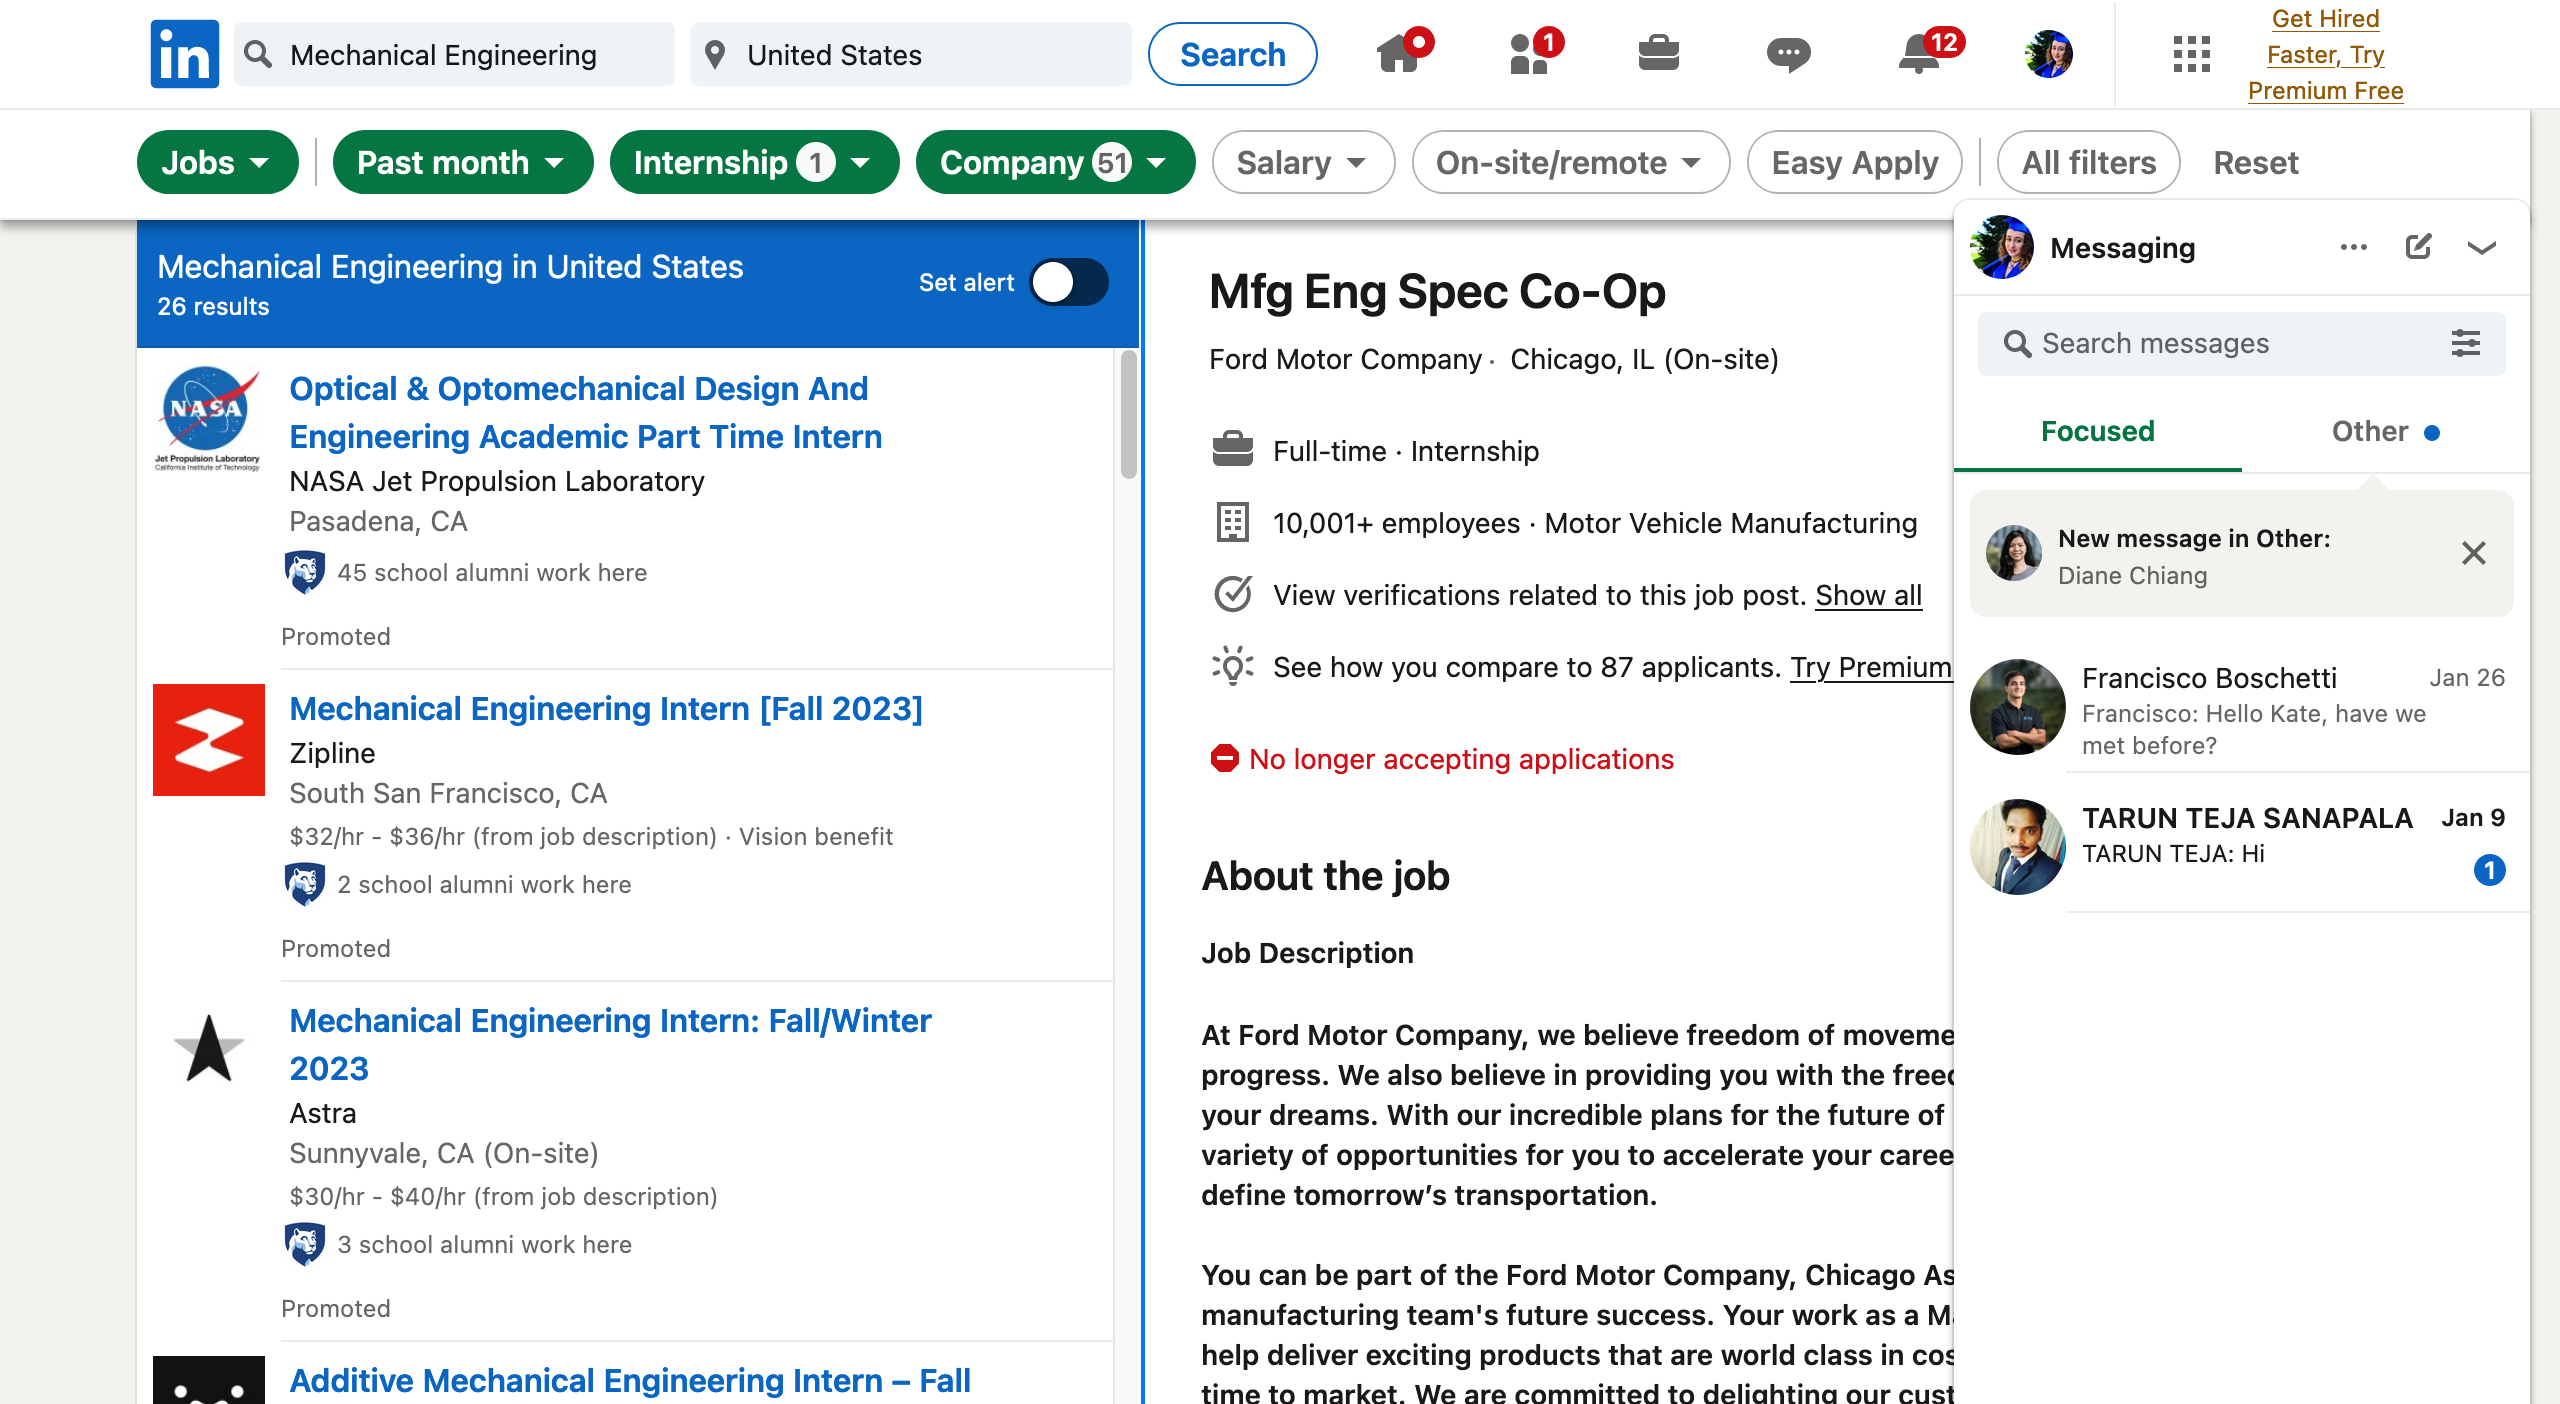 in
Mechanical Engineering
United States
Search
1
12
Get Hired
Faster, Try
Premium Free
Jobs
Past month
Internship 1
Company 51
Salary
On-site/remote
Easy Apply
All filters
Reset
Mechanical Engineering in United States
26 results
Set alert
NASA
Jet Propulsion Laboratory
California Institute of Technology
Optical & Optomechanical Design And
Engineering Academic Part Time Intern
NASA Jet Propulsion Laboratory
Pasadena, CA
45 school alumni work here
Promoted
Mechanical Engineering Intern [Fall 2023]
Zipline
South San Francisco, CA
$32/hr - $36/hr (from job description) · Vision benefit
2 school alumni work here
Promoted
Mechanical Engineering Intern: Fall/Winter
2023
Astra
Sunnyvale, CA (On-site)
$30/hr - $40/hr (from job description)
3 school alumni work here
Promoted
Additive Mechanical Engineering Intern – Fall
Mfg Eng Spec Co-Op
Ford Motor Company · Chicago, IL (On-site)
Full-time · Internship
10,001+ employees · Motor Vehicle Manufacturing
View verifications related to this job post. Show all
See how you compare to 87 applicants. Try Premium
No longer accepting applications
About the job
Job Description
At Ford Motor Company, we believe freedom of moveme
progress. We also believe in providing you with the freed
your dreams. With our incredible plans for the future of
variety of opportunities for you to accelerate your caree
define tomorrow’s transportation.
You can be part of the Ford Motor Company, Chicago As
manufacturing team's future success. Your work as a Ma
help deliver exciting products that are world class in cos
time to market. We are committed to delighting our cust
Messaging
Search messages
Focused
Other
New message in Other:
Diane Chiang
Francisco Boschetti
Jan 26
Francisco: Hello Kate, have we
met before?
TARUN TEJA SANAPALA
Jan 9
TARUN TEJA: Hi
1